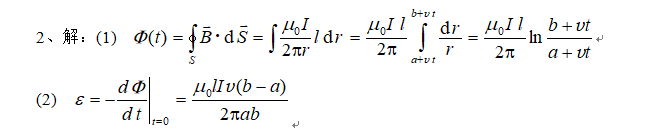 2、解：(1) Φ(t) = ∮_S B⃗·dS⃗ = ∫ μ₀I/2πr l dr = μ₀I l/2π ∫_{a+υt}^{b+υt} dr/r = μ₀I l/2π ln b+υt/a+υt ↵
(2) ε = −dΦ/dt|_{t=0} = μ₀lIυ(b−a)/2πab ↵